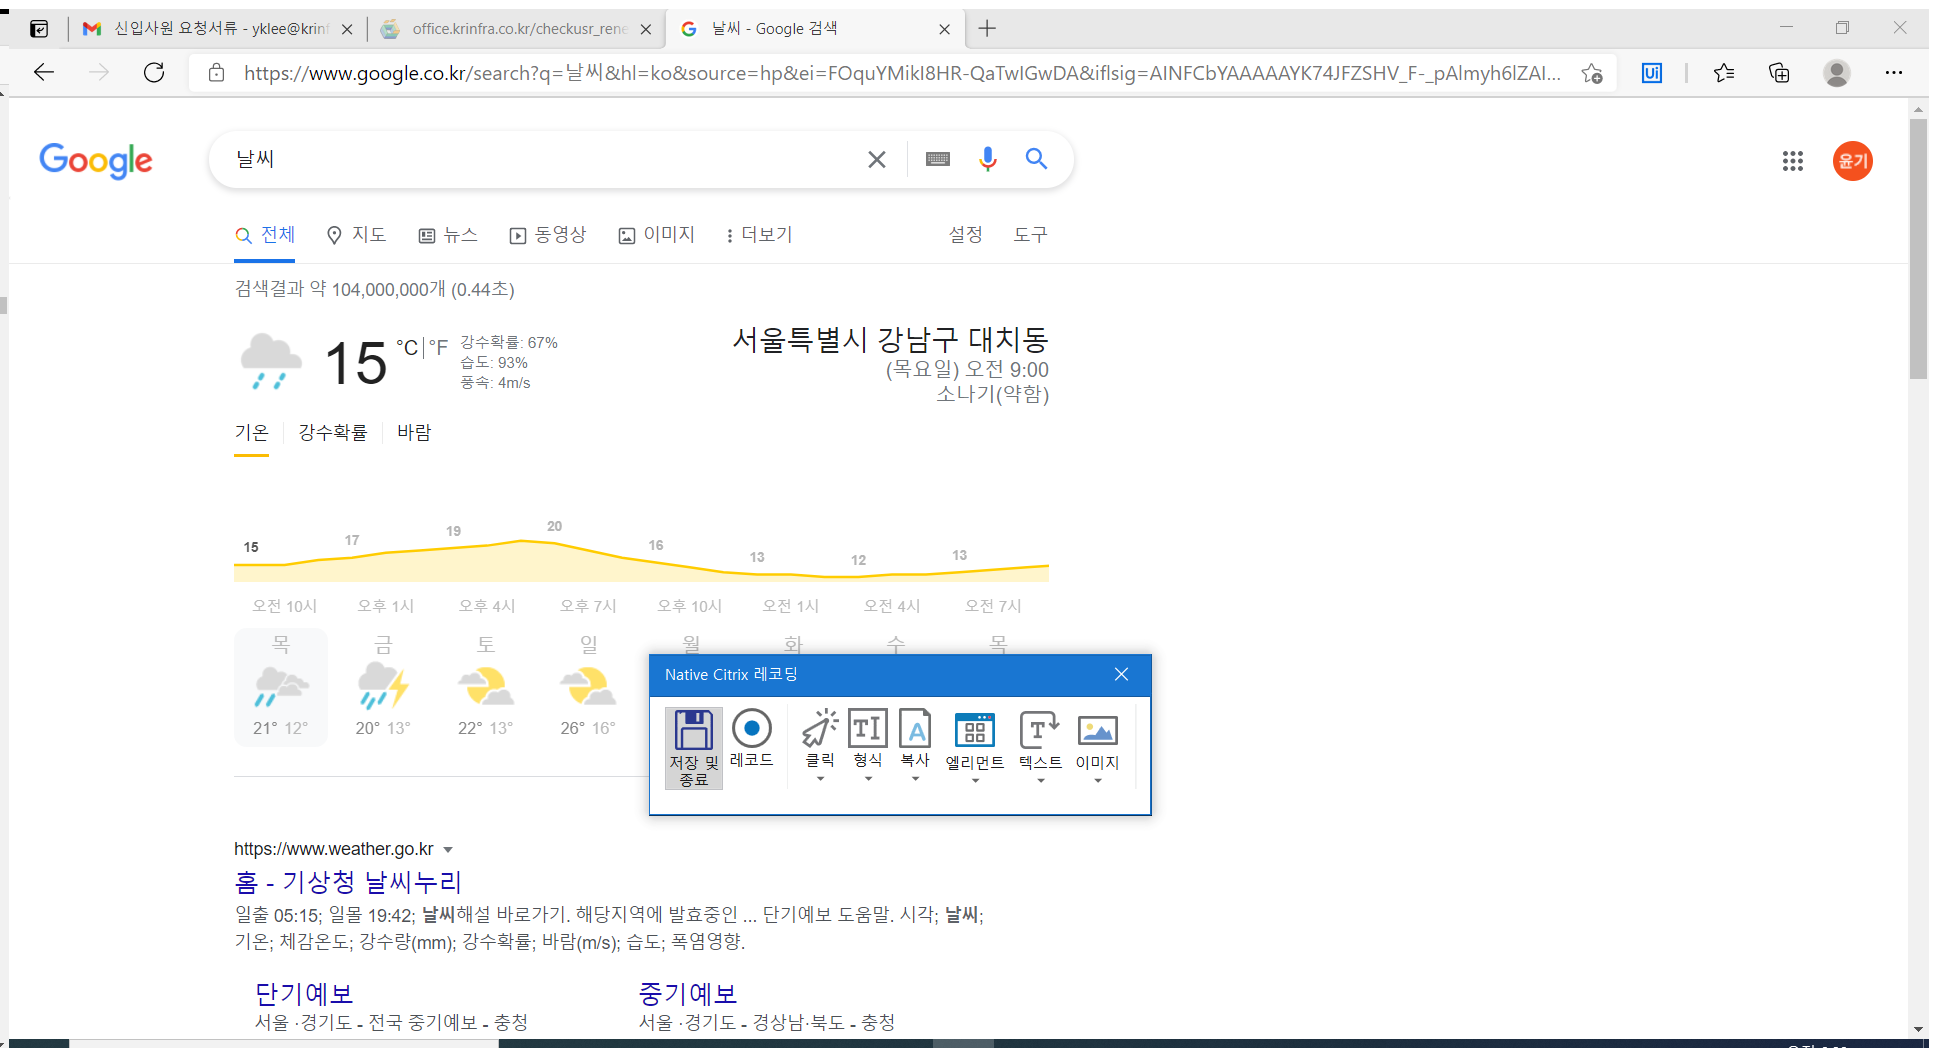 신입사원 요청서류 - yklee@krinf
office.krinfra.co.kr/checkusr_rene
날씨 - Google 검색
https://www.google.co.kr/search?q=날씨&hl=ko&source=hp&ei=FOquYMikI8HR-QaTwIGwDA&iflsig=AINFCbYAAAAAYK74JFZSHV_F-_pAlmyh6lZAI...
Ui
Google
날씨
윤기
전체 지도 뉴스 동영상 이미지 더보기 설정 도구
검색결과 약 104,000,000개 (0.44초)
15 °C | °F
강수확률: 67%
습도: 93%
풍속: 4m/s
서울특별시 강남구 대치동
(목요일) 오전 9:00
소나기(약함)
기온 강수확률 바람
15 17 19 20 16 13 12 13
오전 10시 오후 1시 오후 4시 오후 7시 오후 10시 오전 1시 오전 4시 오전 7시
목 금 토 일 월 화 수 목
21° 12° 20° 13° 22° 13° 26° 16°
Native Citrix 레코딩
저장 및 종료 레코드 클릭 형식 복사 엘리먼트 텍스트 이미지
https://www.weather.go.kr
홈 - 기상청 날씨누리
일출 05:15; 일몰 19:42; 날씨해설 바로가기. 해당지역에 발효중인 ... 단기예보 도움말. 시각; 날씨;
기온; 체감온도; 강수량(mm); 강수확률; 바람(m/s); 습도; 폭염영향.
단기예보 중기예보
서울 ·경기도 - 전국 중기예보 - 충청 서울 ·경기도 - 경상남·북도 - 충청